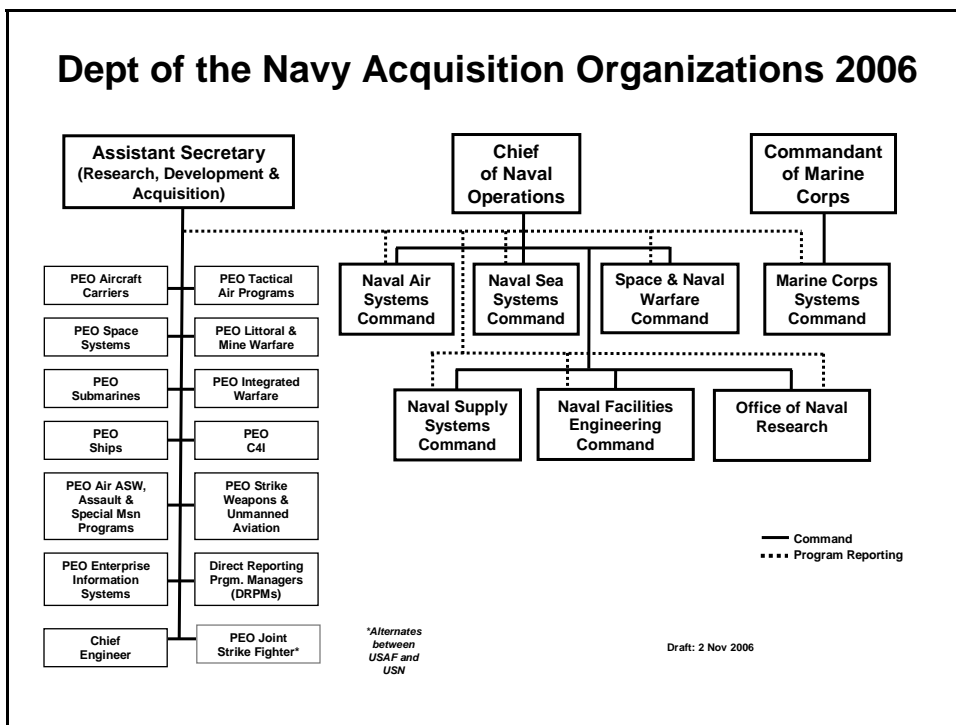 Dept of the Navy Acquisition Organizations 2006
Assistant Secretary
(Research, Development &
Acquisition)
Chief
of Naval
Operations
Commandant
of Marine
Corps
PEO Aircraft
Carriers
PEO Tactical
Air Programs
Naval Air
Systems
Command
Naval Sea
Systems
Command
Space & Naval
Warfare
Command
Marine Corps
Systems
Command
PEO Space
Systems
PEO Littoral &
Mine Warfare
PEO
Submarines
PEO Integrated
Warfare
Naval Supply
Systems
Command
Naval Facilities
Engineering
Command
Office of Naval
Research
PEO
Ships
PEO
C4I
PEO Air ASW,
Assault &
Special Msn
Programs
PEO Strike
Weapons &
Unmanned
Aviation
Command
Program Reporting
PEO Enterprise
Information
Systems
Direct Reporting
Prgm. Managers
(DRPMs)
Chief
Engineer
PEO Joint
Strike Fighter*
*Alternates
between
USAF and
USN
Draft: 2 Nov 2006